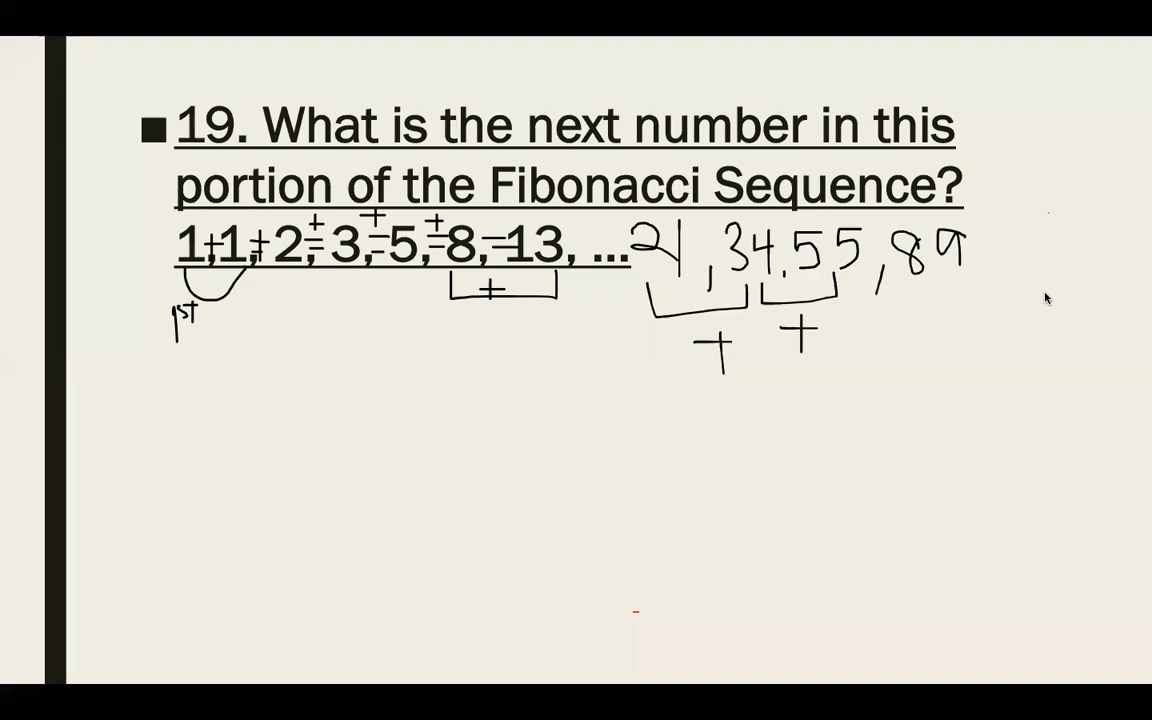 ■ 19. What is the next number in this
portion of the Fibonacci Sequence?
1, 1, 2, 3, 5, 8, 13, ... 21, 34, 55, 89
+ + + + + +
= = = = =
1st
+ +